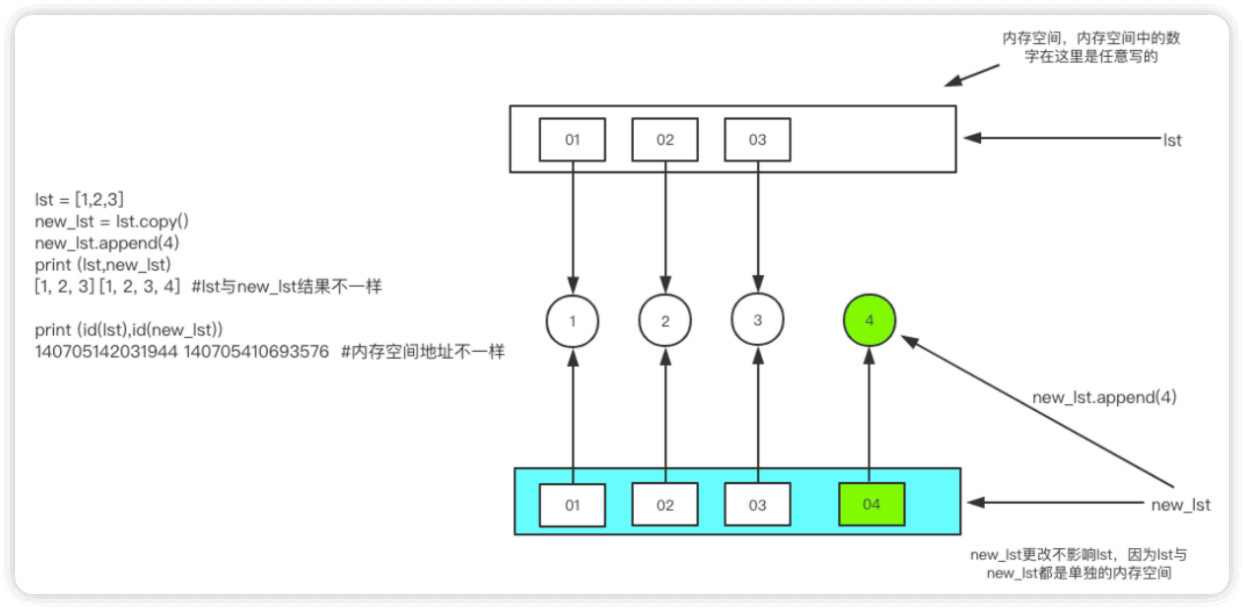 内存空间，内存空间中的数
字在这里是任意写的
01 02 03
lst
lst = [1,2,3]
new_lst = lst.copy()
new_lst.append(4)
print (lst,new_lst)
[1, 2, 3] [1, 2, 3, 4]  #lst与new_lst结果不一样
print (id(lst),id(new_lst))
140705142031944 140705410693576  #内存空间地址不一样
1 2 3 4
new_lst.append(4)
01 02 03 04
new_lst
new_lst更改不影响lst，因为lst与
new_lst都是单独的内存空间